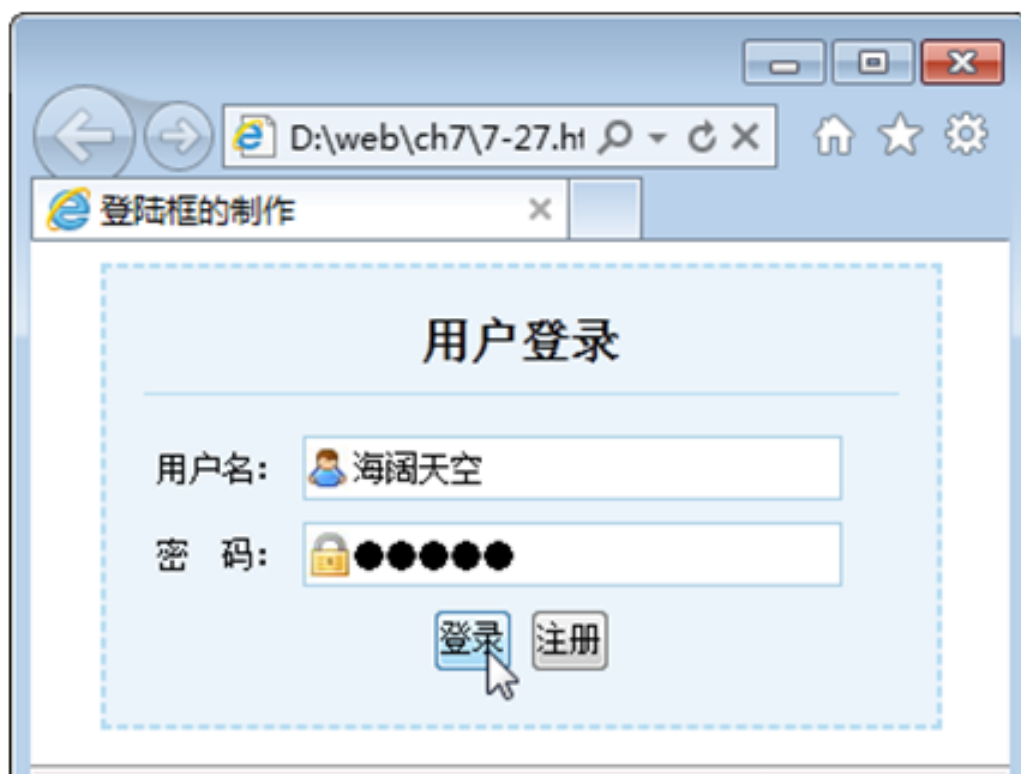 D:\web\ch7\7-27.ht
登陆框的制作
用户登录
用户名： 海阔天空
密 码： ●●●●●
登录 注册